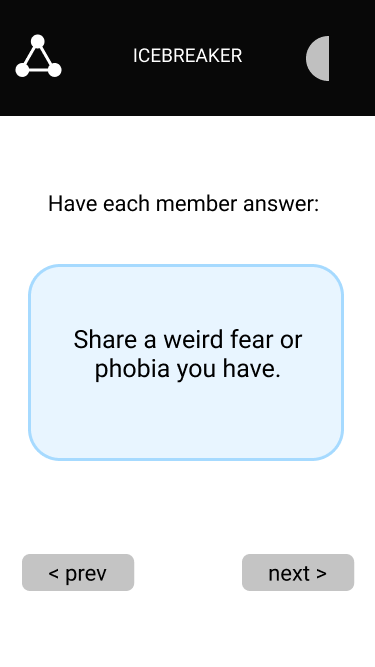 ICEBREAKER
Have each member answer:
Share a weird fear or
phobia you have.
< prev
next >